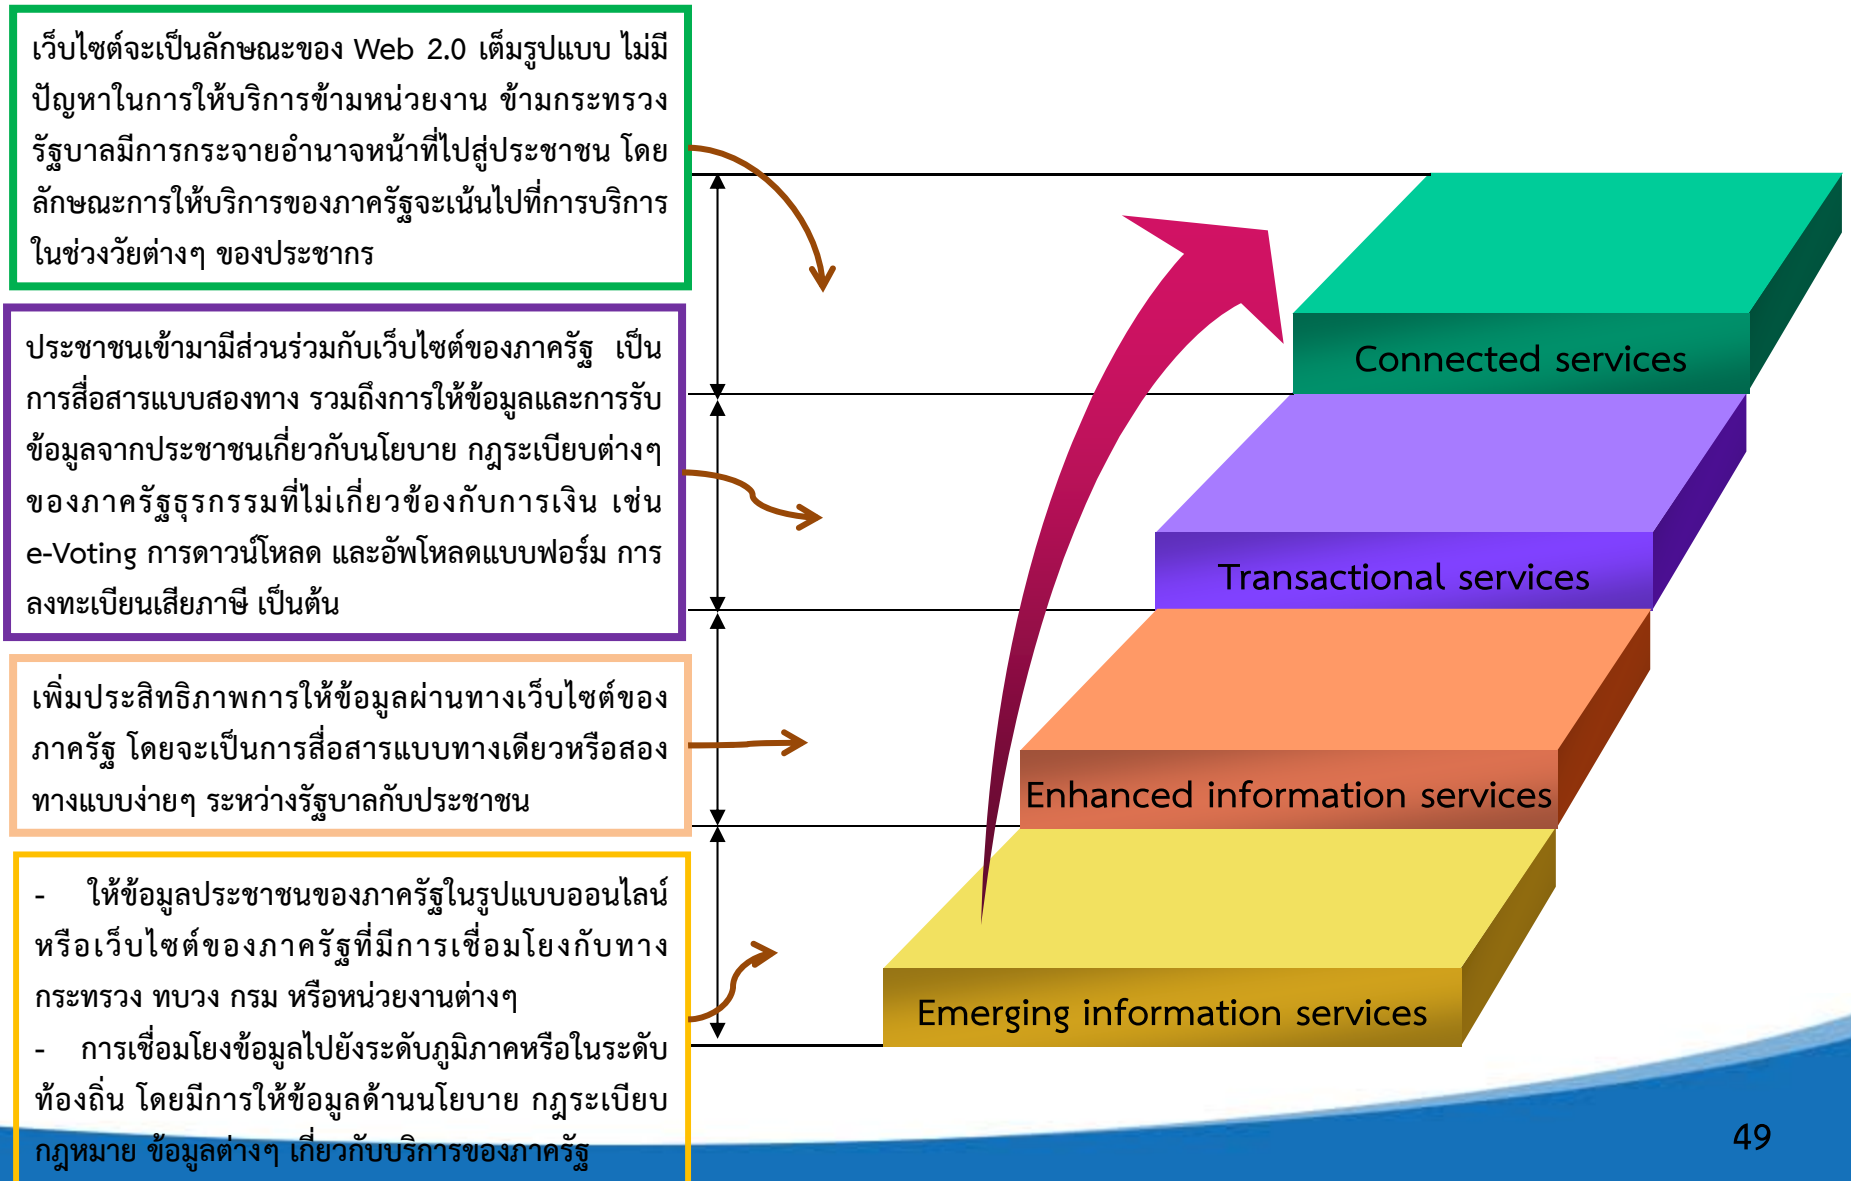 เว็บไซต์จะเป็นลักษณะของ Web 2.0 เต็มรูปแบบ ไม่มี
ปัญหาในการให้บริการข้ามหน่วยงาน ข้ามกระทรวง
รัฐบาลมีการกระจายอำนาจหน้าที่ไปสู่ประชาชน โดย
ลักษณะการให้บริการของภาครัฐจะเน้นไปที่การบริการ
ในช่วงวัยต่างๆ ของประชากร
Connected services
ประชาชนเข้ามามีส่วนร่วมกับเว็บไซต์ของภาครัฐ เป็น
การสื่อสารแบบสองทาง รวมถึงการให้ข้อมูลและการรับ
ข้อมูลจากประชาชนเกี่ยวกับนโยบาย กฎระเบียบต่างๆ
ของภาครัฐธุรกรรมที่ไม่เกี่ยวข้องกับการเงิน เช่น
e-Voting การดาวน์โหลด และอัพโหลดแบบฟอร์ม การ
ลงทะเบียนเสียภาษี เป็นต้น
Transactional services
เพิ่มประสิทธิภาพการให้ข้อมูลผ่านทางเว็บไซต์ของ
ภาครัฐ โดยจะเป็นการสื่อสารแบบทางเดียวหรือสอง
ทางแบบง่ายๆ ระหว่างรัฐบาลกับประชาชน
Enhanced information services
- ให้ข้อมูลประชาชนของภาครัฐในรูปแบบออนไลน์
หรือเว็บไซต์ของภาครัฐที่มีการเชื่อมโยงกับทาง
กระทรวง ทบวง กรม หรือหน่วยงานต่างๆ
- การเชื่อมโยงข้อมูลไปยังระดับภูมิภาคหรือในระดับ
ท้องถิ่น โดยมีการให้ข้อมูลด้านนโยบาย กฎระเบียบ
กฎหมาย ข้อมูลต่างๆ เกี่ยวกับบริการของภาครัฐ
Emerging information services
49